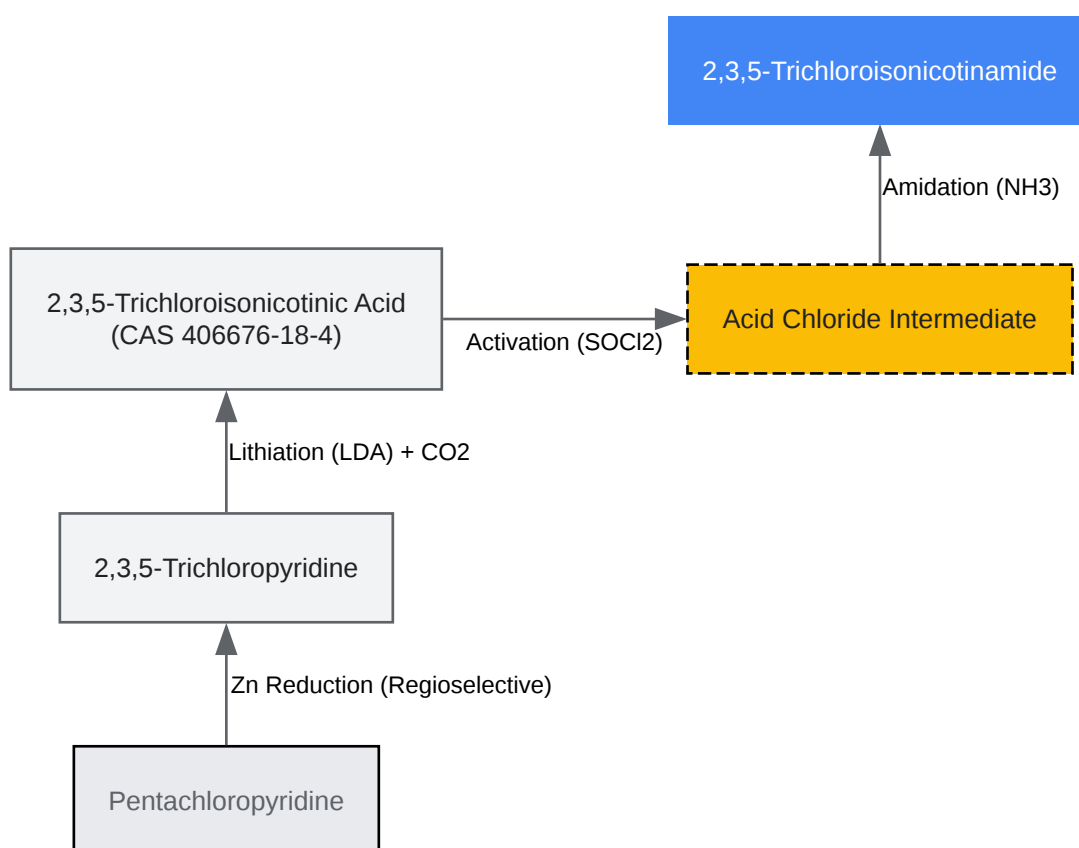 2,3,5-Trichloroisonicotinamide
Amidation (NH3)
2,3,5-Trichloroisonicotinic Acid
(CAS 406676-18-4)
Activation (SOCl2)
Acid Chloride Intermediate
Lithiation (LDA) + CO2
2,3,5-Trichloropyridine
Zn Reduction (Regioselective)
Pentachloropyridine